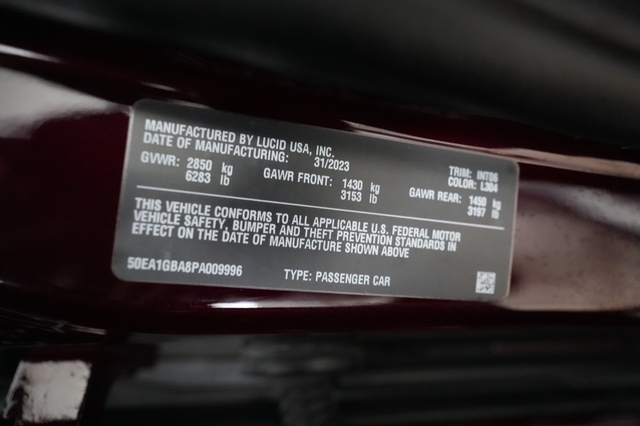 MANUFACTURED BY LUCID USA, INC.
DATE OF MANUFACTURING: 31/2023
TRIM: INT06
COLOR: L304
GVWR: 2850 kg GAWR FRONT: 1430 kg GAWR REAR: 1450 kg
6283 lb 3153 lb 3197 lb
THIS VEHICLE CONFORMS TO ALL APPLICABLE U.S. FEDERAL MOTOR
VEHICLE SAFETY, BUMPER AND THEFT PREVENTION STANDARDS IN
EFFECT ON THE DATE OF MANUFACTURE SHOWN ABOVE
50EA1GBA8PA009996 TYPE: PASSENGER CAR